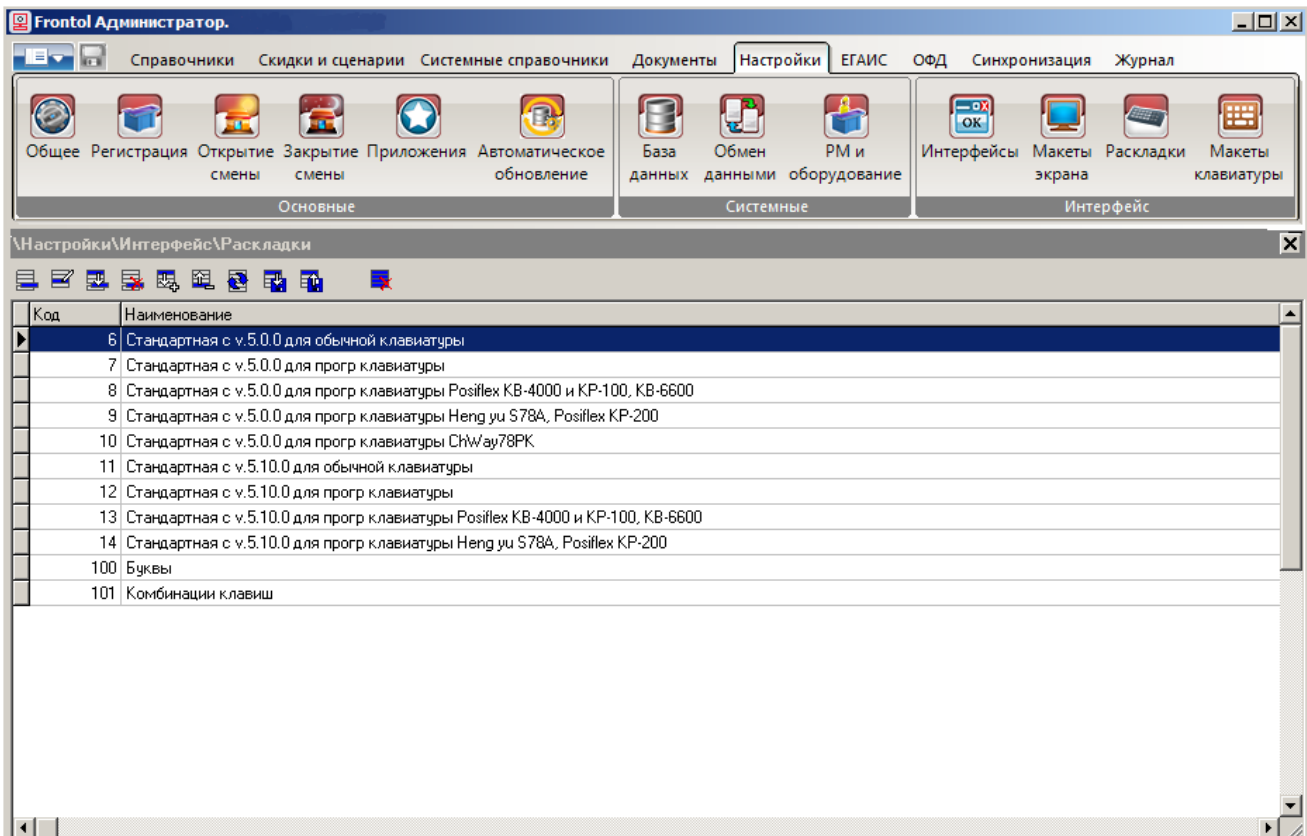 Frontol Администратор.
Справочники Скидки и сценарии Системные справочники Документы Настройки ЕГАИС ОФД Синхронизация Журнал
OK
Общее Регистрация Открытие смены Закрытие смены Приложения Автоматическое обновление База данных Обмен данными РМ и оборудование Интерфейсы Макеты экрана Раскладки Макеты клавиатуры
Основные Системные Интерфейс
\Настройки\Интерфейс\Раскладки
Код Наименование
6 Стандартная с v.5.0.0 для обычной клавиатуры
7 Стандартная с v.5.0.0 для прогр клавиатуры
8 Стандартная с v.5.0.0 для прогр клавиатуры Posiflex KB-4000 и KP-100, KB-6600
9 Стандартная с v.5.0.0 для прогр клавиатуры Heng yu S78A, Posiflex KP-200
10 Стандартная с v.5.0.0 для прогр клавиатуры ChWay78PK
11 Стандартная с v.5.10.0 для обычной клавиатуры
12 Стандартная с v.5.10.0 для прогр клавиатуры
13 Стандартная с v.5.10.0 для прогр клавиатуры Posiflex KB-4000 и KP-100, KB-6600
14 Стандартная с v.5.10.0 для прогр клавиатуры Heng yu S78A, Posiflex KP-200
100 Буквы
101 Комбинации клавиш